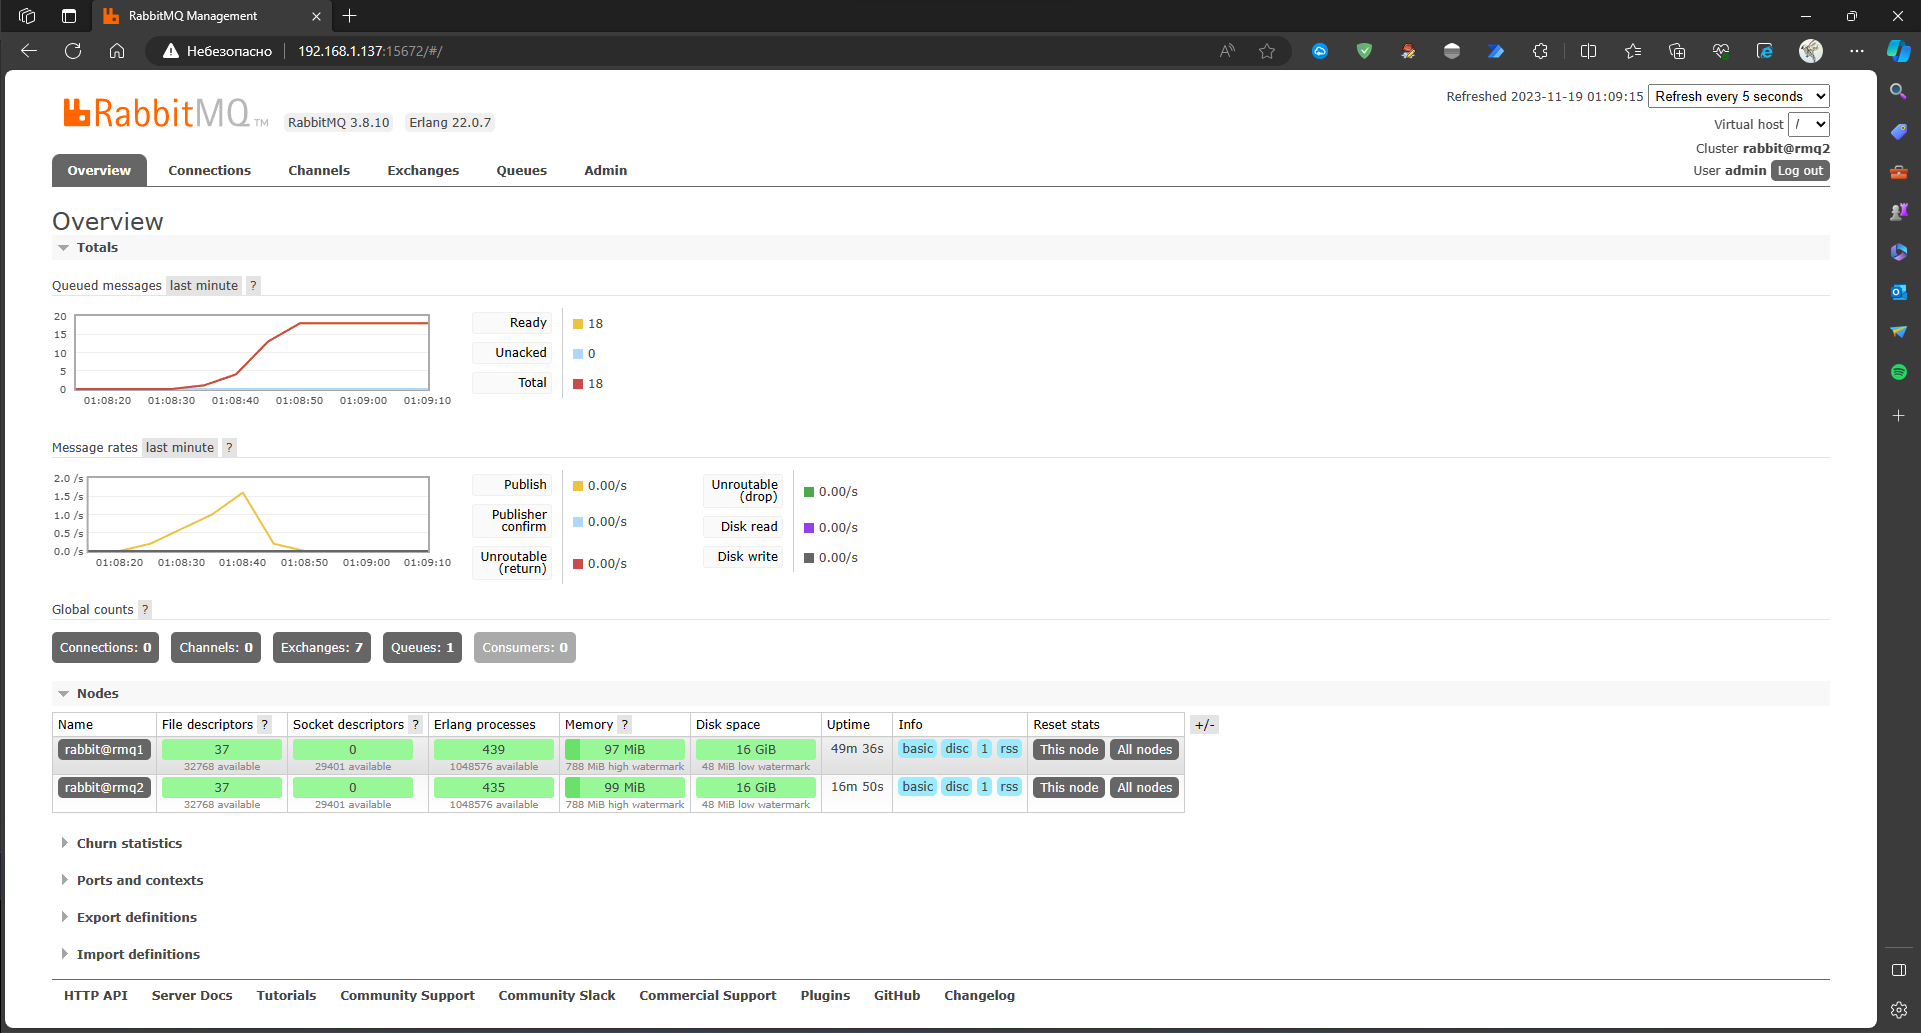 RabbitMQ Management
Небезопасно 192.168.1.137:15672/#/
RabbitMQ TM RabbitMQ 3.8.10 Erlang 22.0.7
Refreshed 2023-11-19 01:09:15 Refresh every 5 seconds
Virtual host /
Cluster rabbit@rmq2
User admin Log out
Overview Connections Channels Exchanges Queues Admin
Overview
Totals
Queued messages last minute ?
20
15
10
5
0
01:08:20 01:08:30 01:08:40 01:08:50 01:09:00 01:09:10
Ready 18
Unacked 0
Total 18
Message rates last minute ?
2.0 /s
1.5 /s
1.0 /s
0.5 /s
0.0 /s
01:08:20 01:08:30 01:08:40 01:08:50 01:09:00 01:09:10
Publish 0.00/s
Publisher
confirm 0.00/s
Unroutable
(return) 0.00/s
Unroutable
(drop) 0.00/s
Disk read 0.00/s
Disk write 0.00/s
Global counts ?
Connections: 0 Channels: 0 Exchanges: 7 Queues: 1 Consumers: 0
Nodes
Name File descriptors ? Socket descriptors ? Erlang processes Memory ? Disk space Uptime Info Reset stats +/-
rabbit@rmq1 37 0 439 97 MiB 16 GiB 49m 36s basic disc 1 rss This node All nodes
32768 available 29401 available 1048576 available 788 MiB high watermark 48 MiB low watermark
rabbit@rmq2 37 0 435 99 MiB 16 GiB 16m 50s basic disc 1 rss This node All nodes
32768 available 29401 available 1048576 available 788 MiB high watermark 48 MiB low watermark
Churn statistics
Ports and contexts
Export definitions
Import definitions
HTTP API Server Docs Tutorials Community Support Community Slack Commercial Support Plugins GitHub Changelog